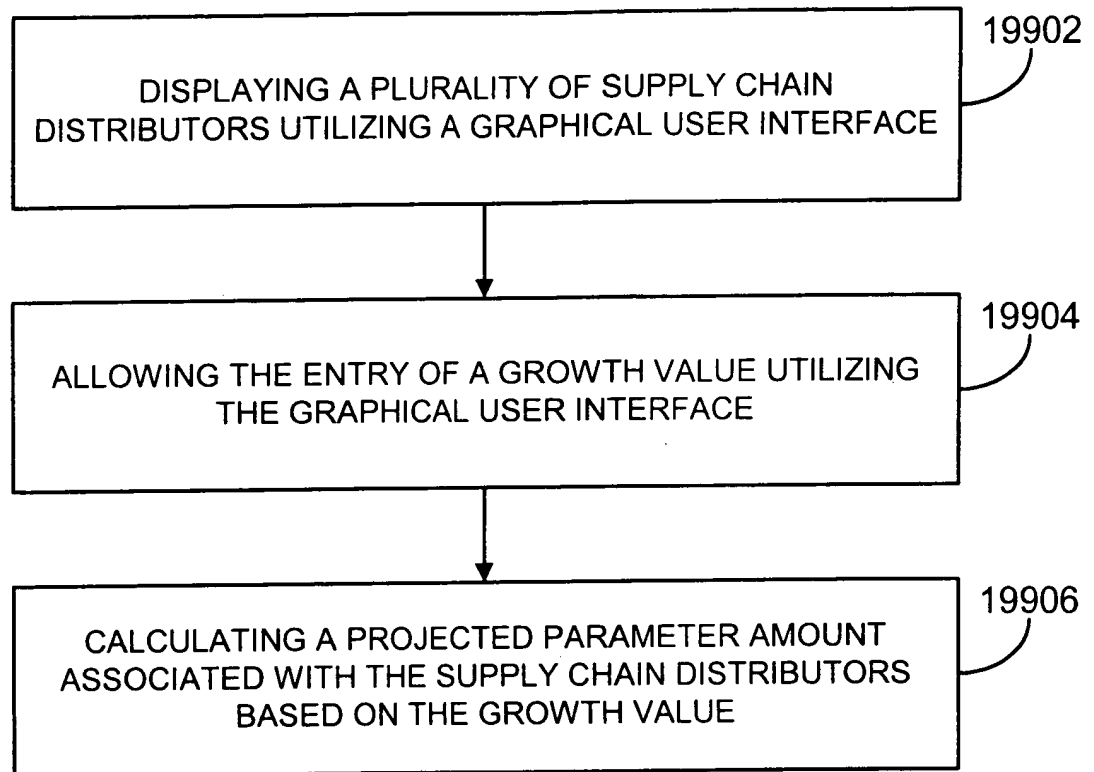 19902
DISPLAYING A PLURALITY OF SUPPLY CHAIN
DISTRIBUTORS UTILIZING A GRAPHICAL USER INTERFACE
19904
ALLOWING THE ENTRY OF A GROWTH VALUE UTILIZING
THE GRAPHICAL USER INTERFACE
19906
CALCULATING A PROJECTED PARAMETER AMOUNT
ASSOCIATED WITH THE SUPPLY CHAIN DISTRIBUTORS
BASED ON THE GROWTH VALUE